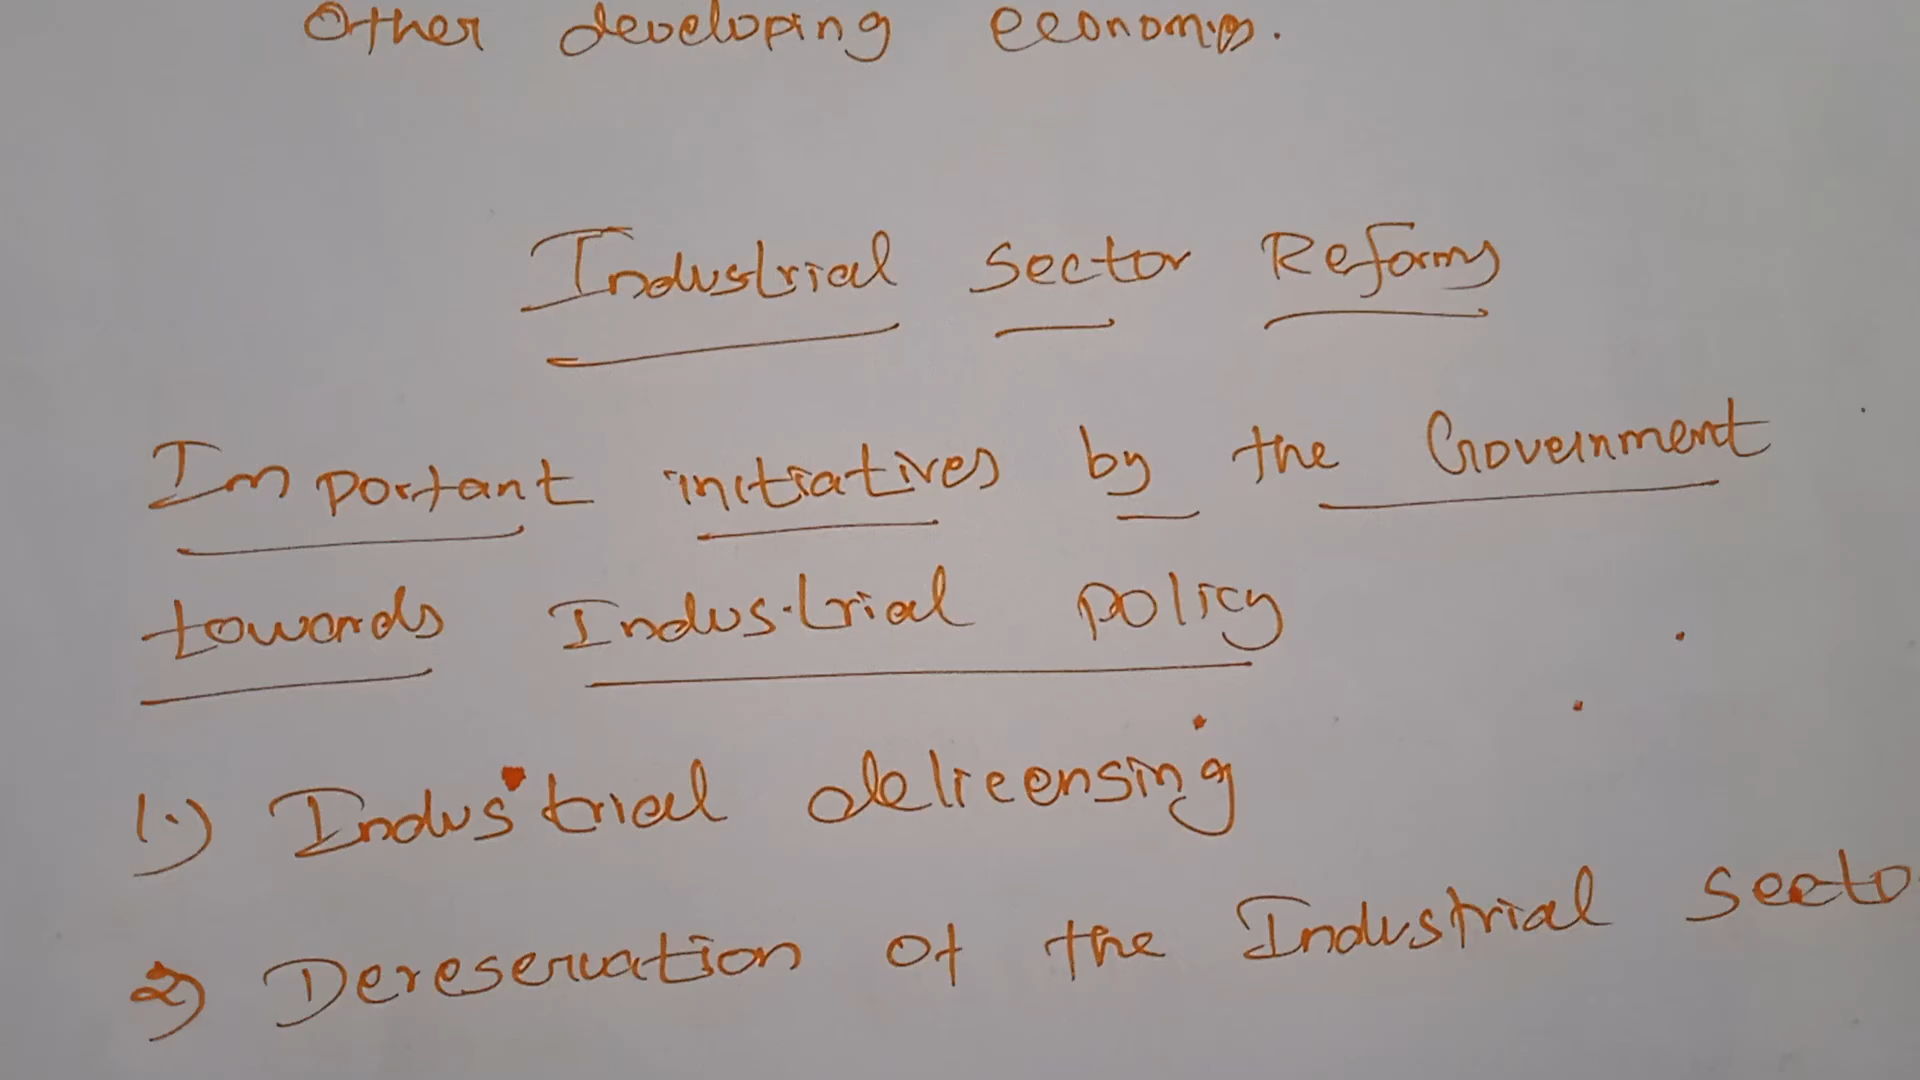 Other developing economies.
Industrial Sector Reforms
Important initiatives by the Government
towards Industrial policy
1.) Industrial delicensing
2) Dereservation of the Industrial secto